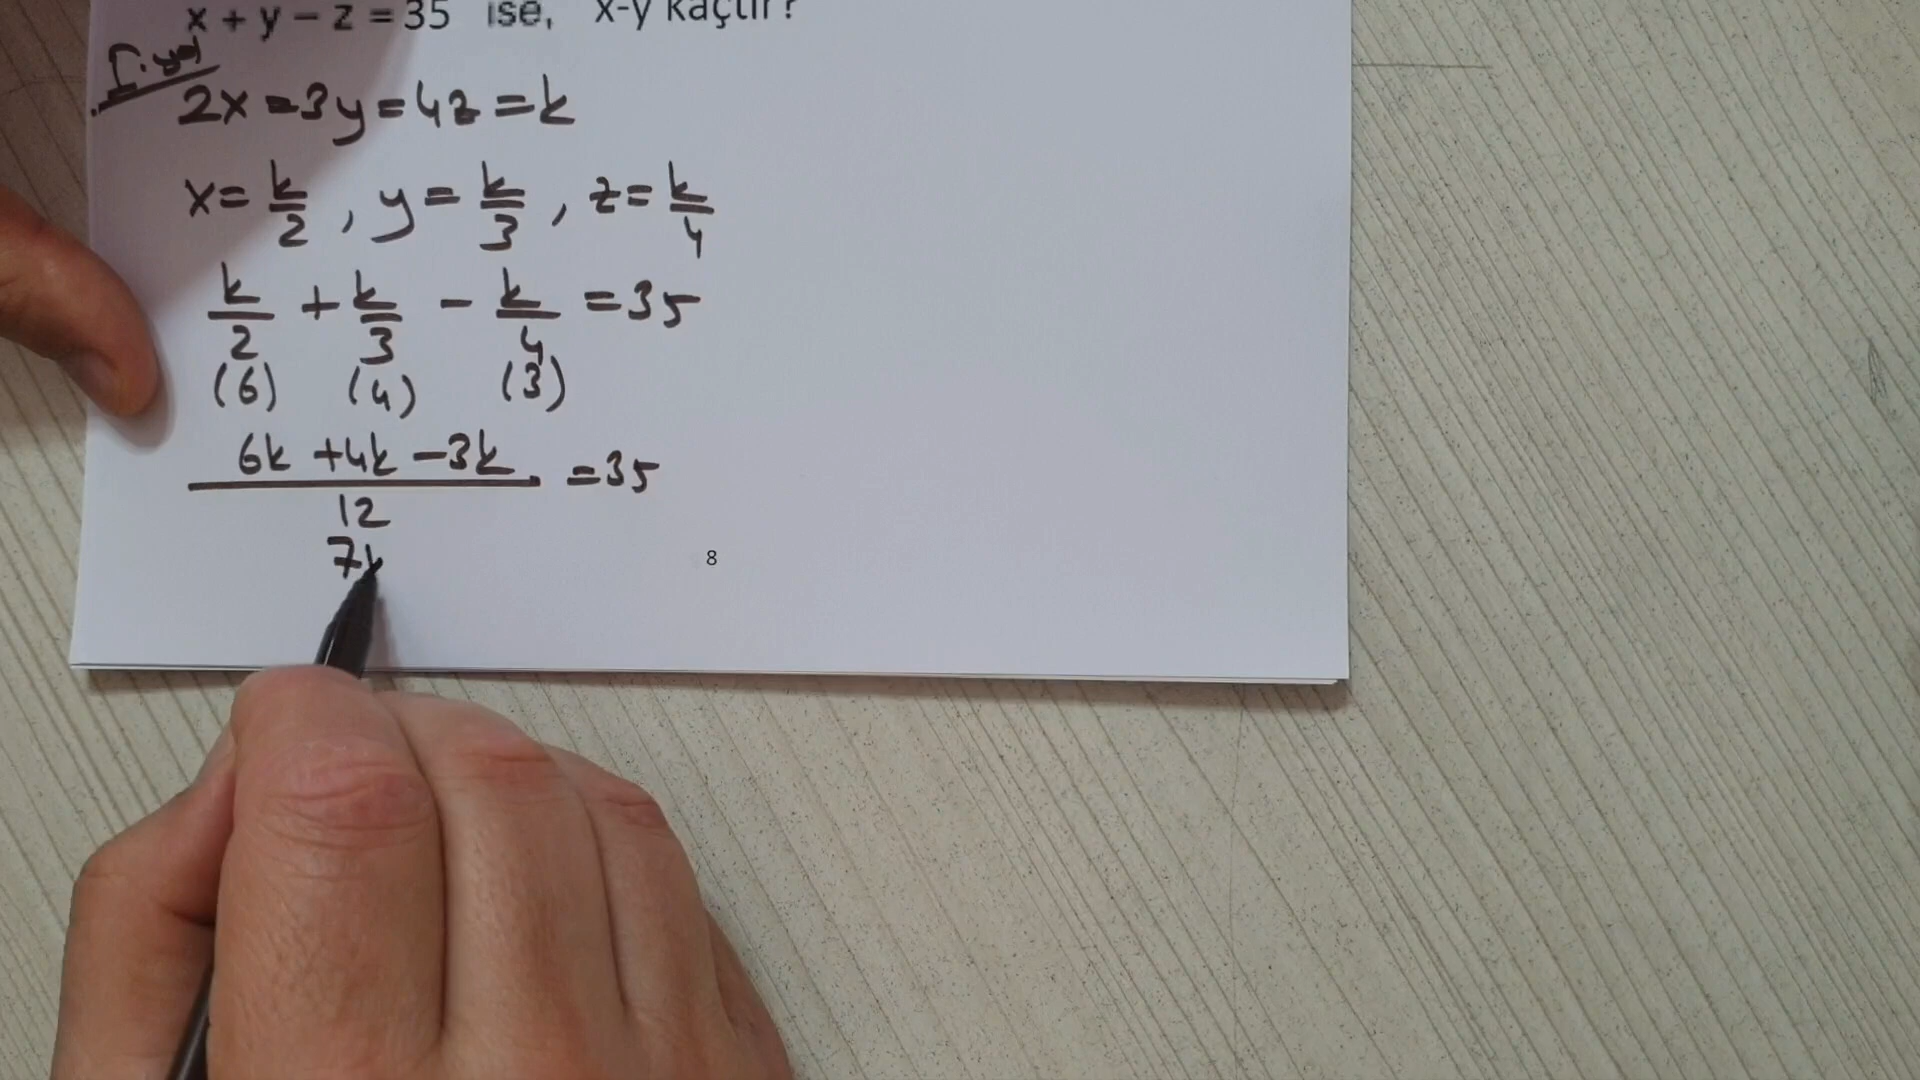 x + y − z = 35 ise, x-y kaçtır?
I. yol
2x = 3y = 4z = k
x = k/2 , y = k/3 , z = k/4
k/2 + k/3 − k/4 = 35
(6) (4) (3)
6k + 4k − 3k = 35
12
7k
8